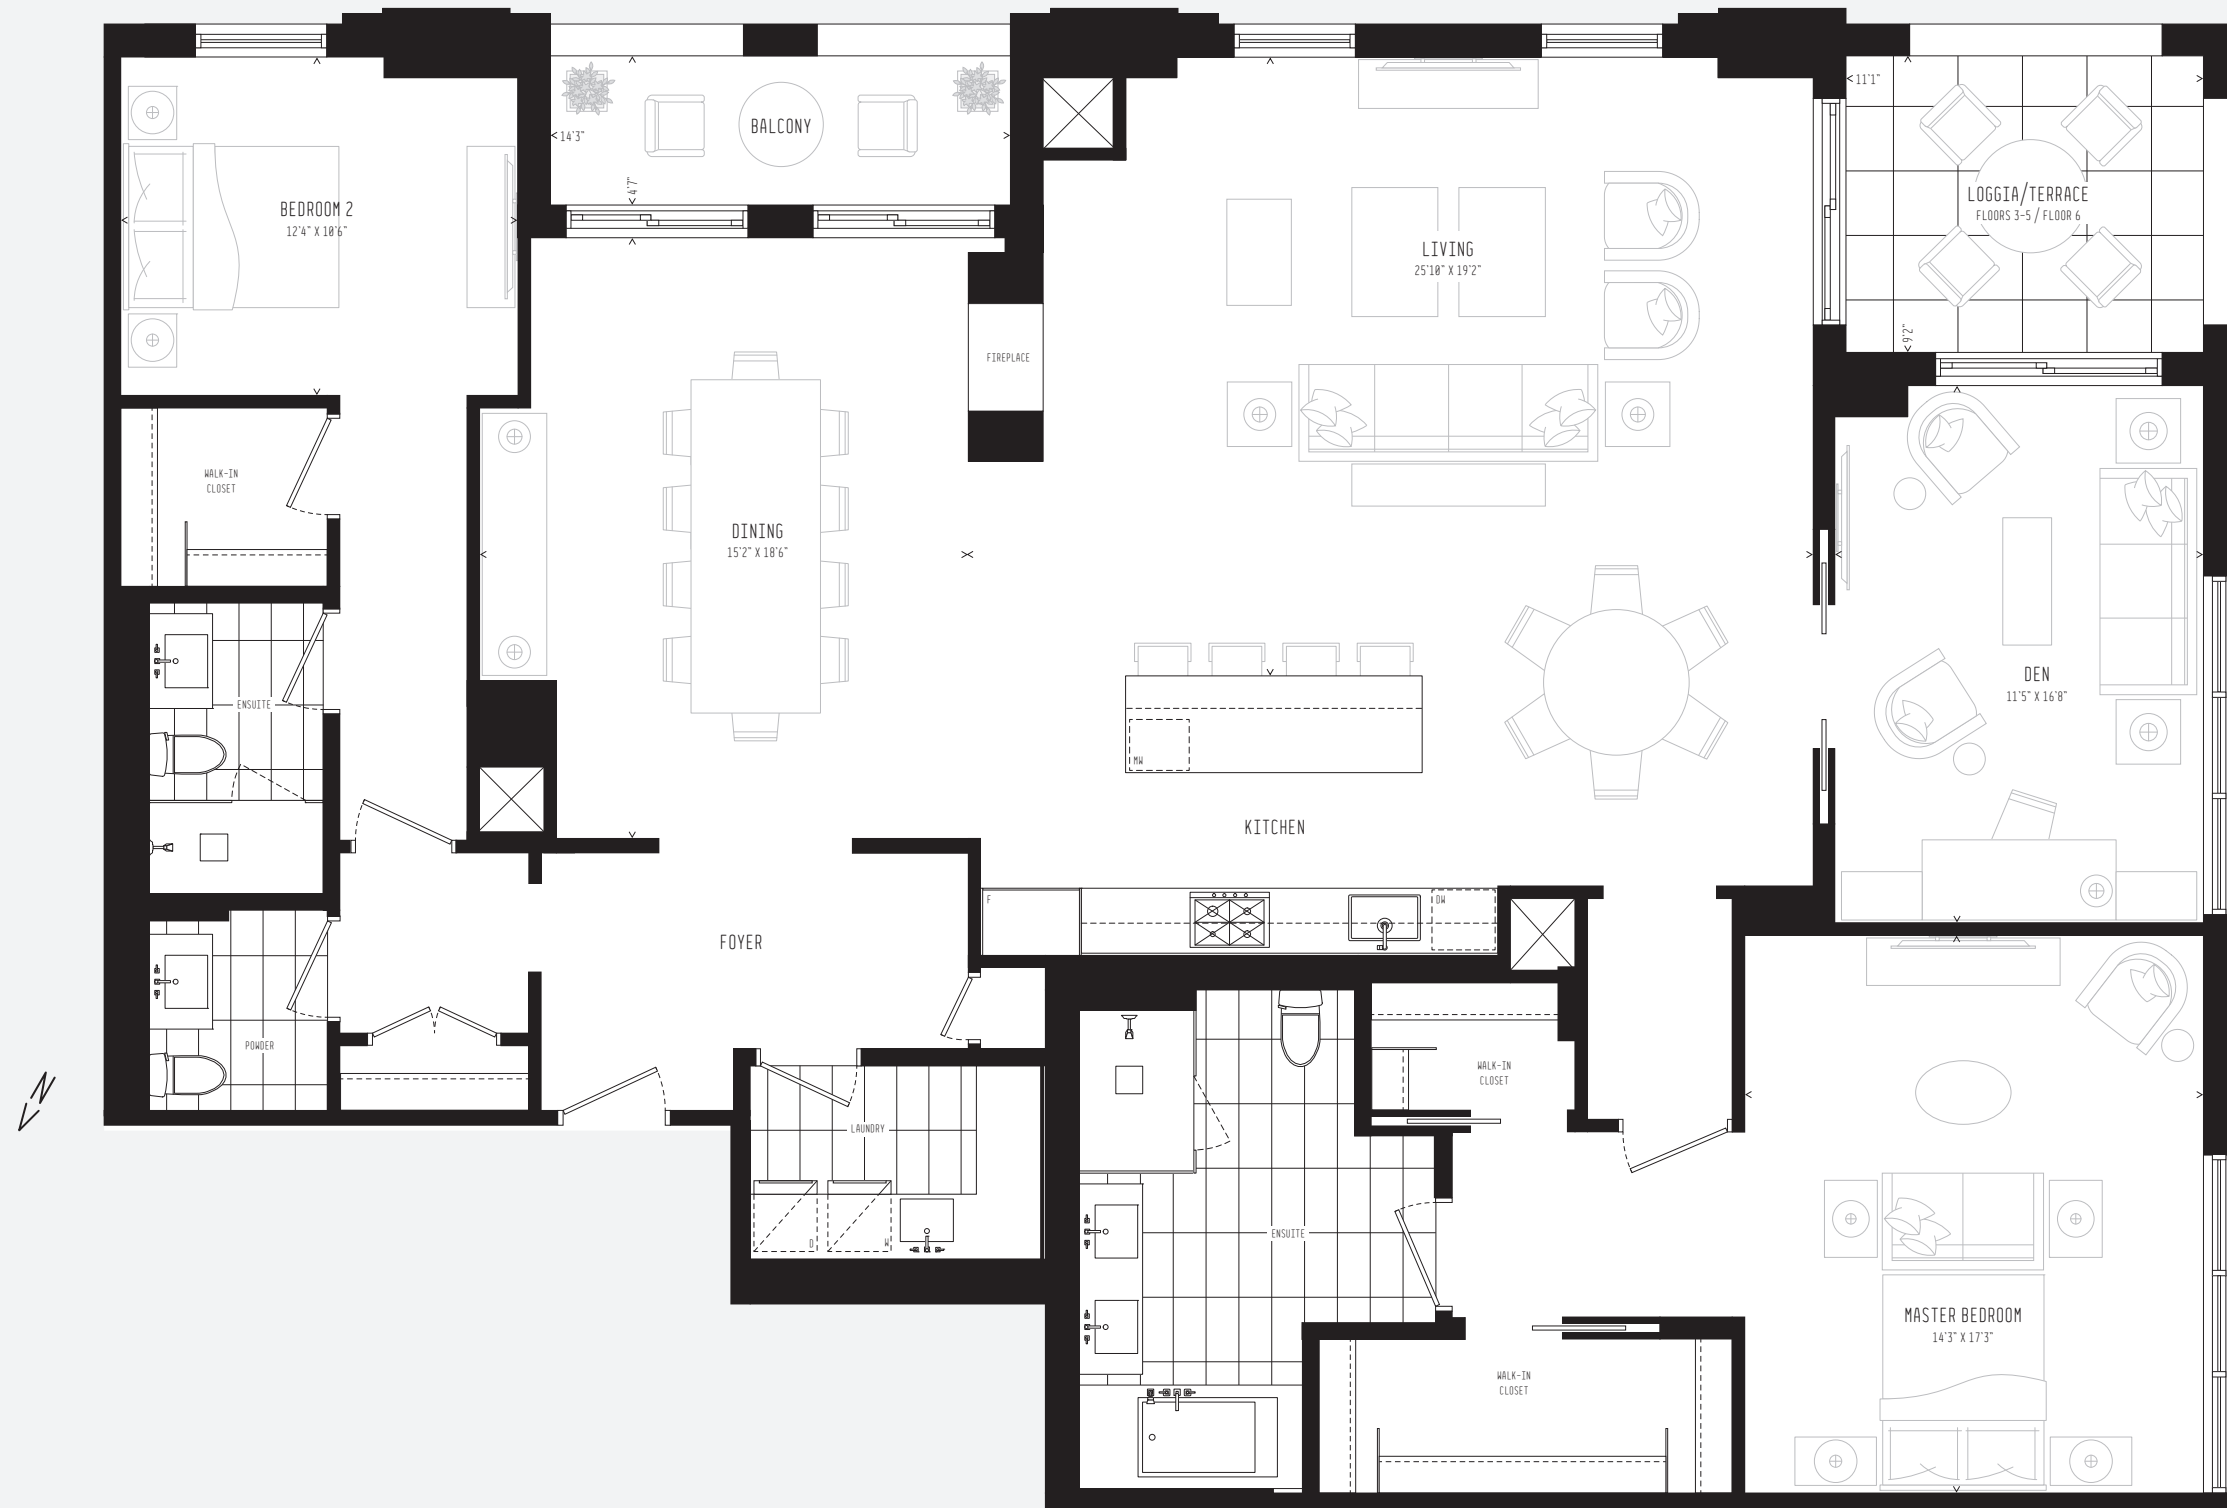 11'1"
14'3"
BALCONY
4'7"
BEDROOM 2
12'4" X 10'6"
LOGGIA/TERRACE
FLOORS 3-5 / FLOOR 6
9'2"
LIVING
25'10" X 19'2"
FIREPLACE
WALK-IN
CLOSET
DINING
15'2" X 18'6"
DEN
11'5" X 16'8"
ENSUITE
MW
KITCHEN
F
DW
FOYER
POWDER
WALK-IN
CLOSET
LAUNDRY
D
W
ENSUITE
MASTER BEDROOM
14'3" X 17'3"
WALK-IN
CLOSET
N